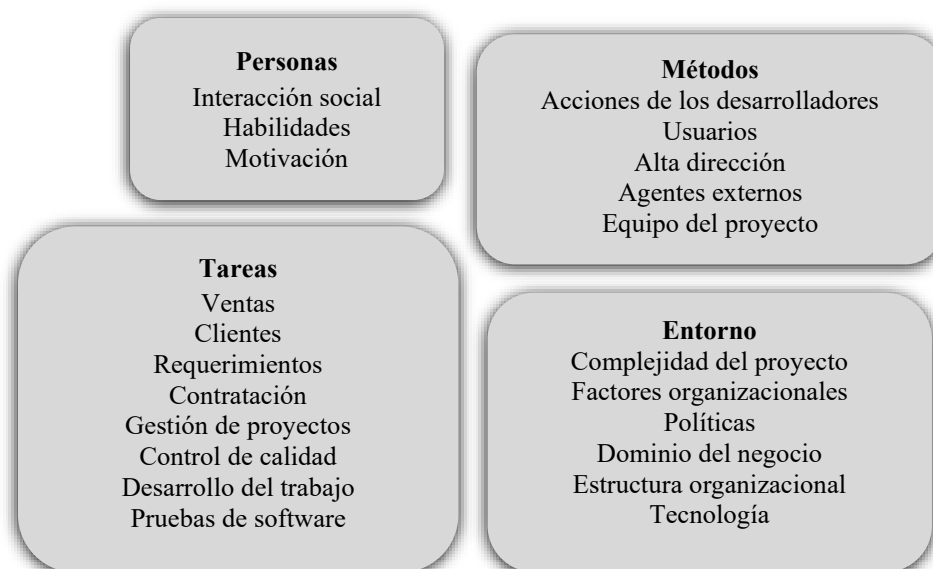 Personas
Interacción social
Habilidades
Motivación
Métodos
Acciones de los desarrolladores
Usuarios
Alta dirección
Agentes externos
Equipo del proyecto
Tareas
Ventas
Clientes
Requerimientos
Contratación
Gestión de proyectos
Control de calidad
Desarrollo del trabajo
Pruebas de software
Entorno
Complejidad del proyecto
Factores organizacionales
Políticas
Dominio del negocio
Estructura organizacional
Tecnología